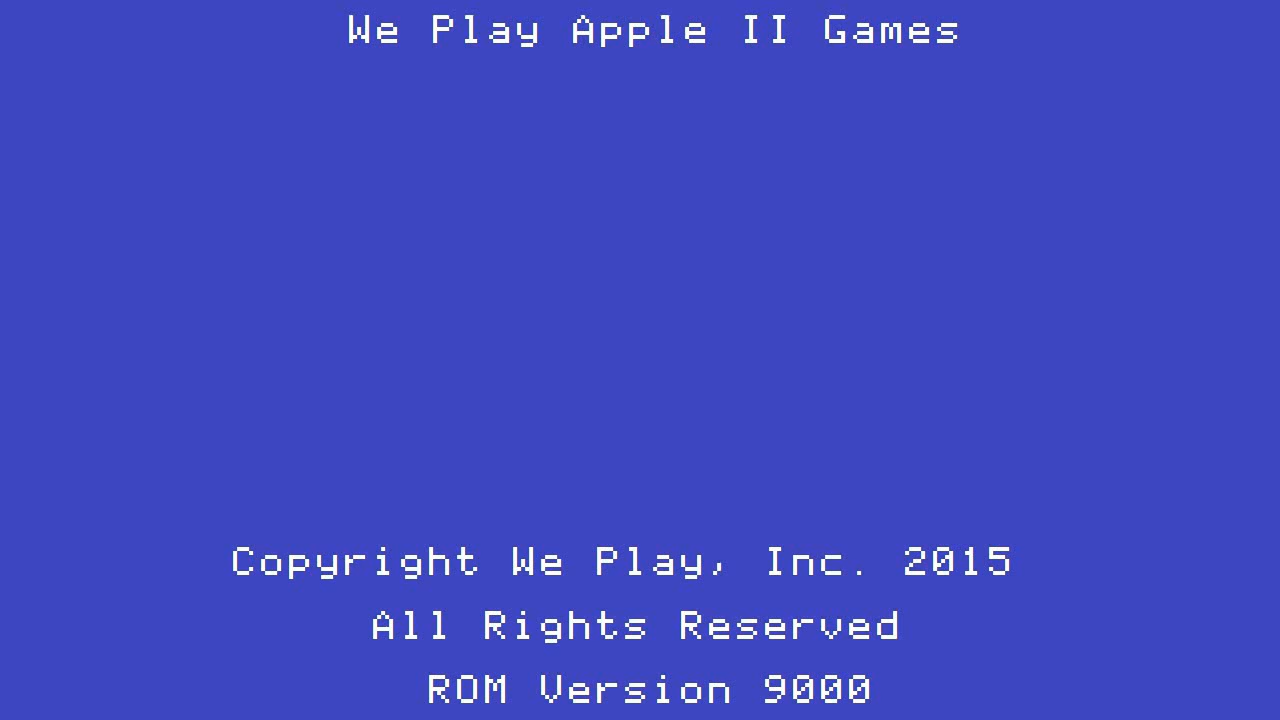 We Play Apple II Games
Copyright We Play, Inc. 2015
All Rights Reserved
ROM Version 9000